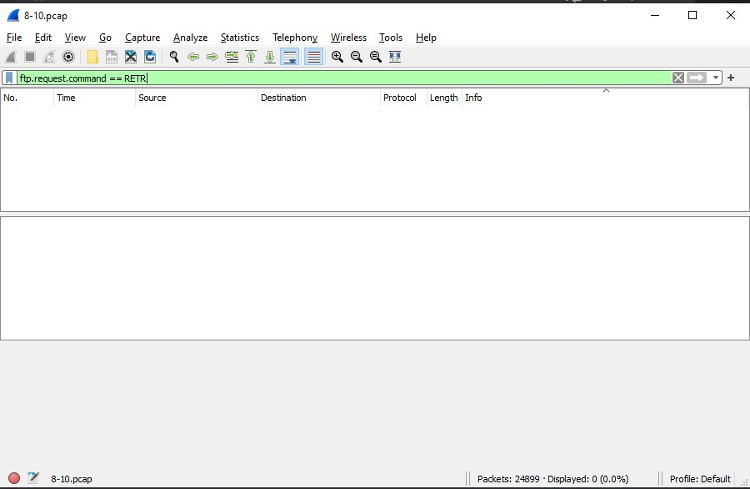 8-10.pcap
File Edit View Go Capture Analyze Statistics Telephony Wireless Tools Help
ftp.request.command == RETR
No. Time Source Destination Protocol Length Info
8-10.pcap Packets: 24899 · Displayed: 0 (0.0%) Profile: Default